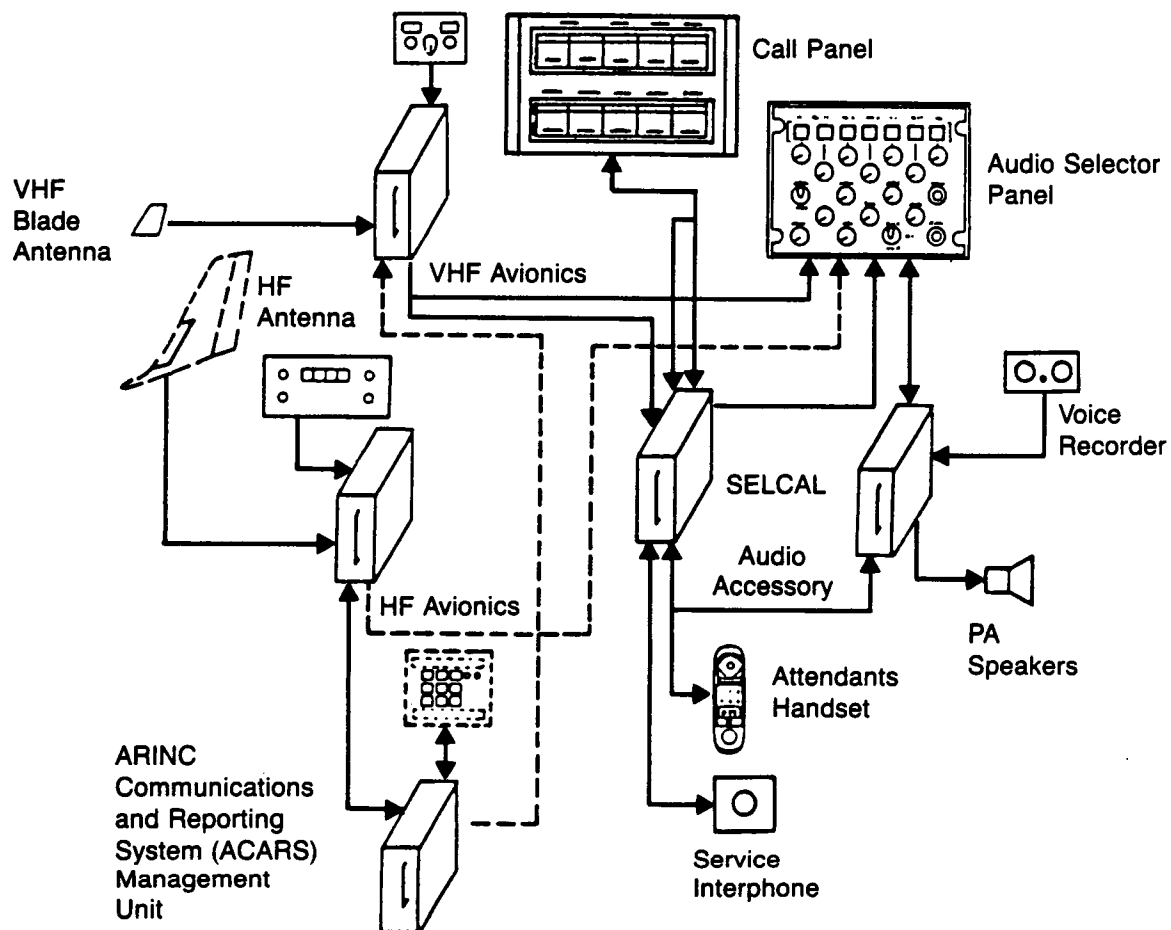 Call Panel
Audio Selector
Panel
VHF
Blade
Antenna
VHF Avionics
HF
Antenna
Voice
Recorder
SELCAL
Audio
Accessory
HF Avionics
PA
Speakers
Attendants
Handset
ARINC
Communications
and Reporting
System (ACARS)
Management
Unit
Service
Interphone